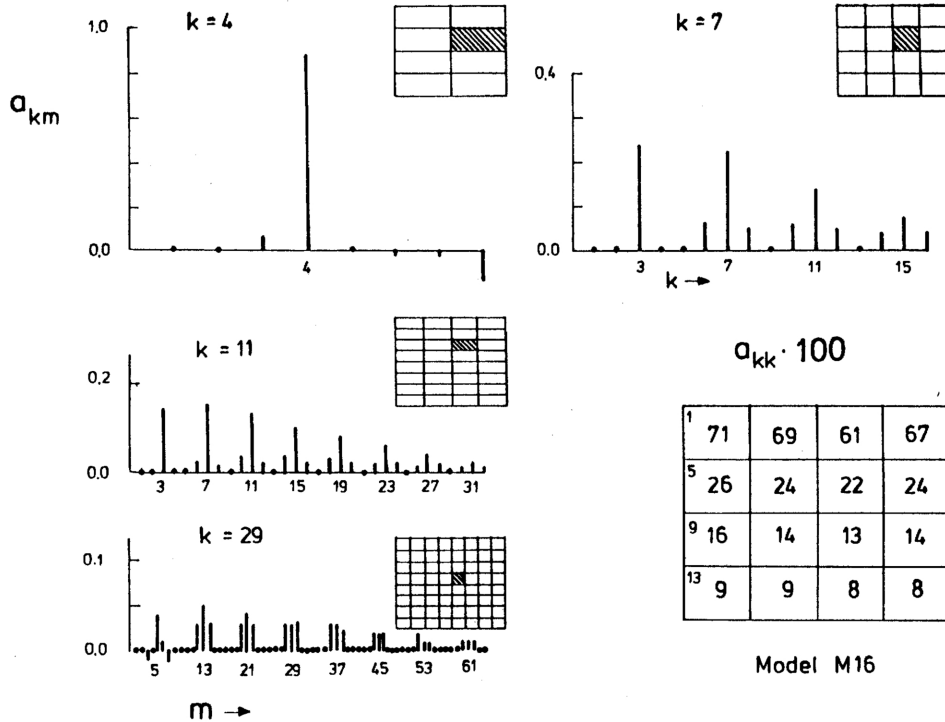 k = 4
1,0
a km
0,0
4
k = 7
0,4
0.0
3 7 11 15
k →
k = 11
0,2
0.0
3 7 11 15 19 23 27 31
k = 29
0.1
0.0
5 13 21 29 37 45 53 61
m →
a kk · 100
1 71 69 61 67
5 26 24 22 24
9 16 14 13 14
13 9 9 8 8
Model M16